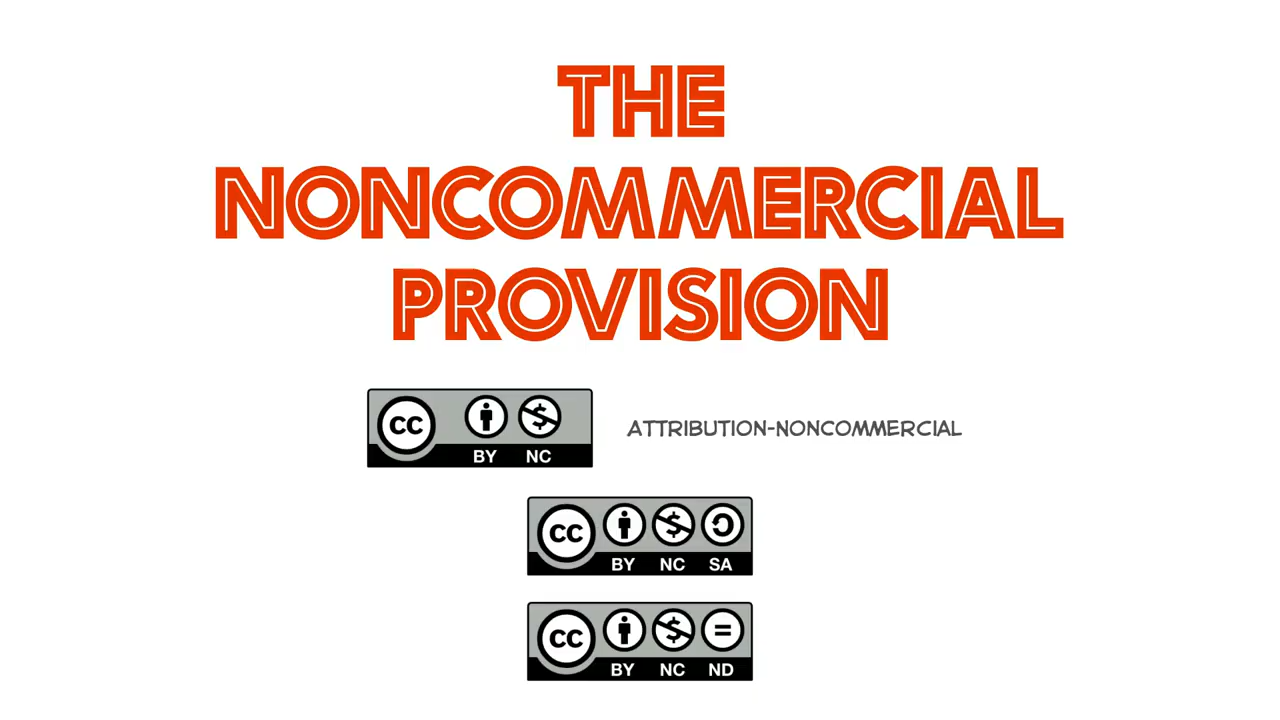 THE
NONCOMMERCIAL
PROVISION
CC BY NC ATTRIBUTION-NONCOMMERCIAL
CC BY NC SA
CC BY NC ND